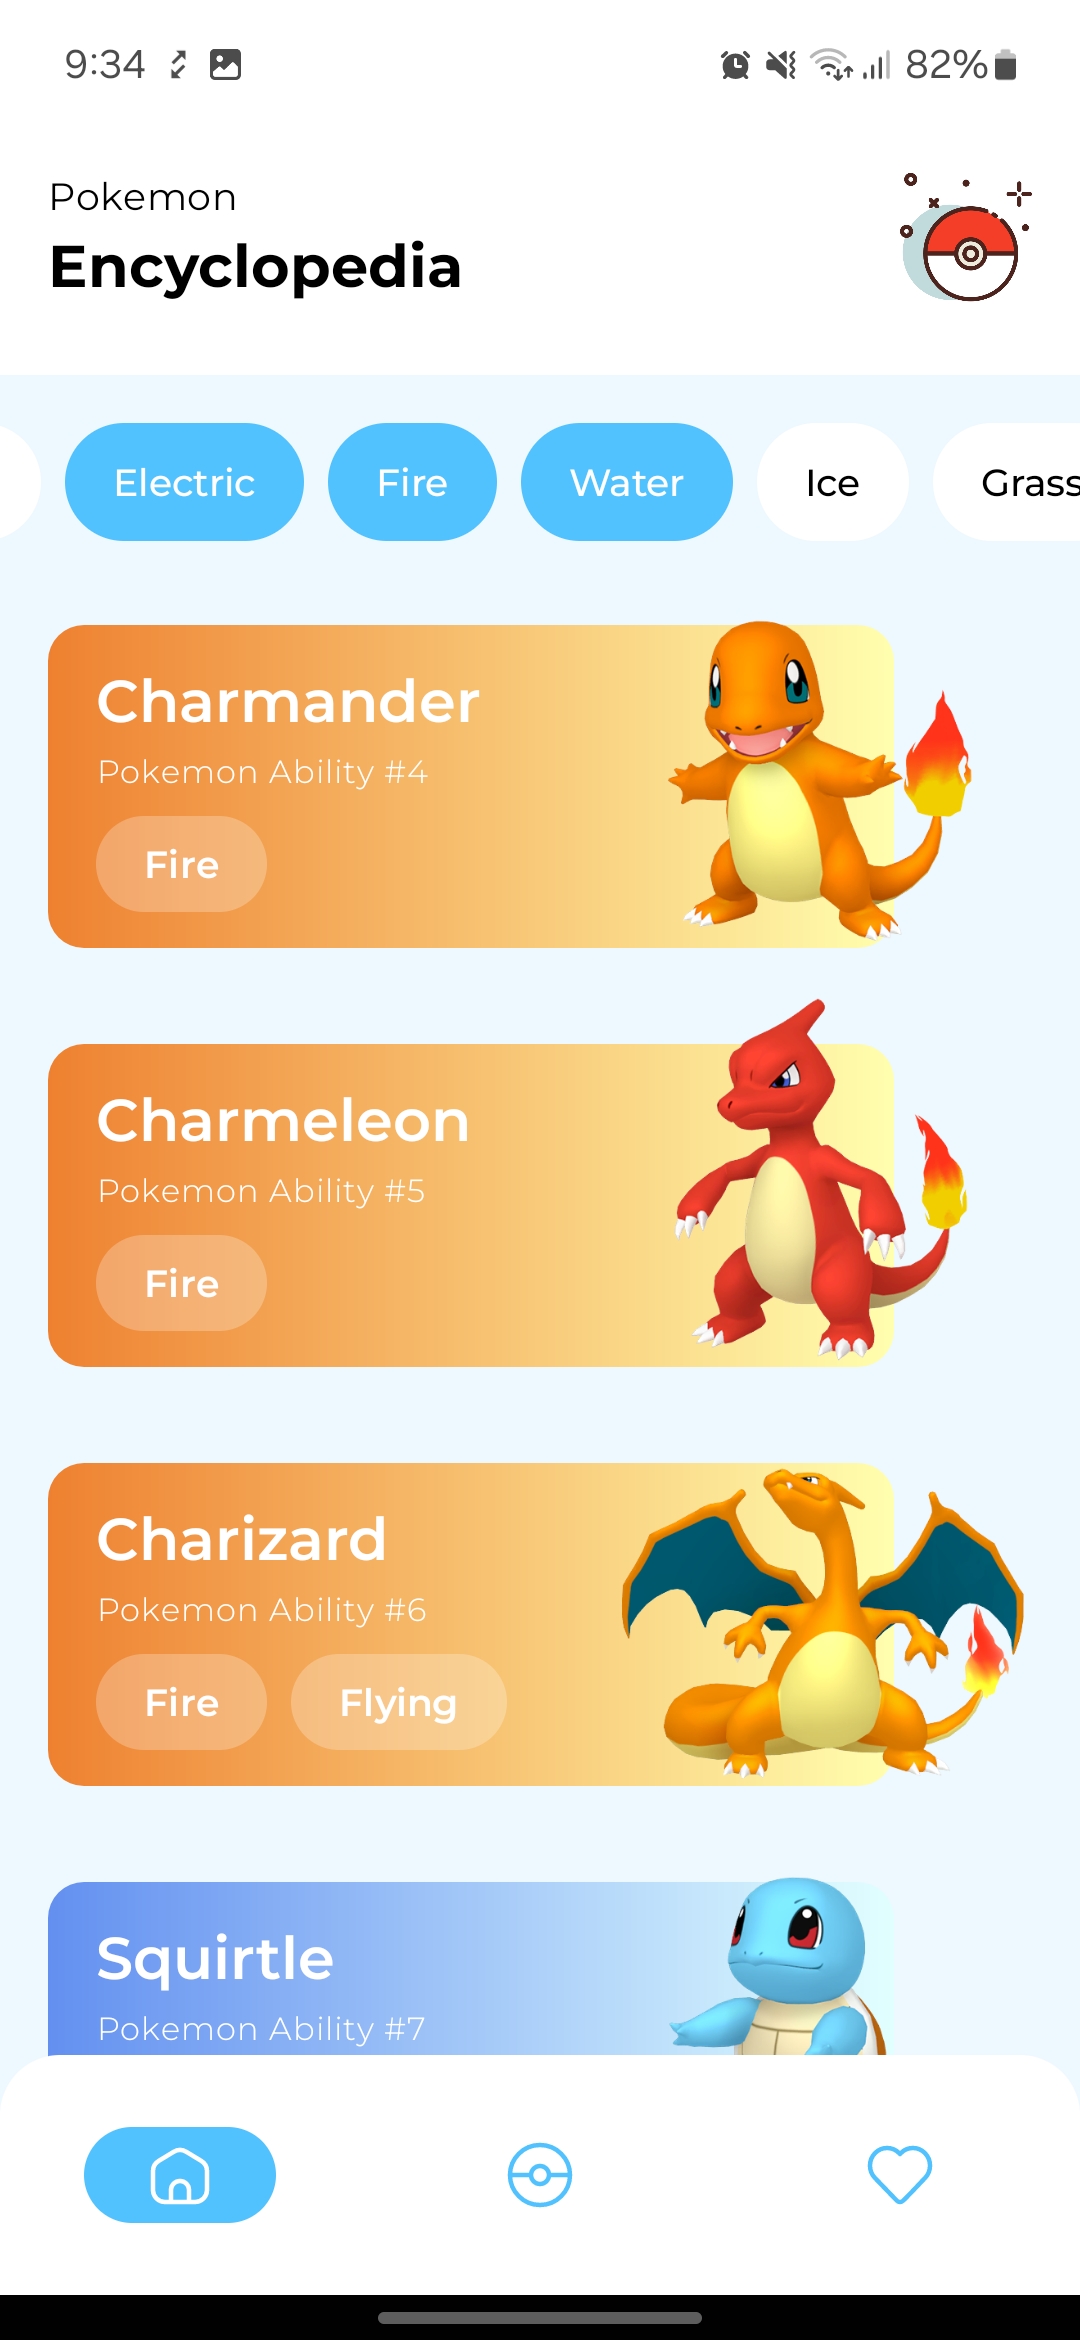 9:34
82%
Pokemon
Encyclopedia
Electric Fire Water Ice Grass
Charmander
Pokemon Ability #4
Fire
Charmeleon
Pokemon Ability #5
Fire
Charizard
Pokemon Ability #6
Fire Flying
Squirtle
Pokemon Ability #7